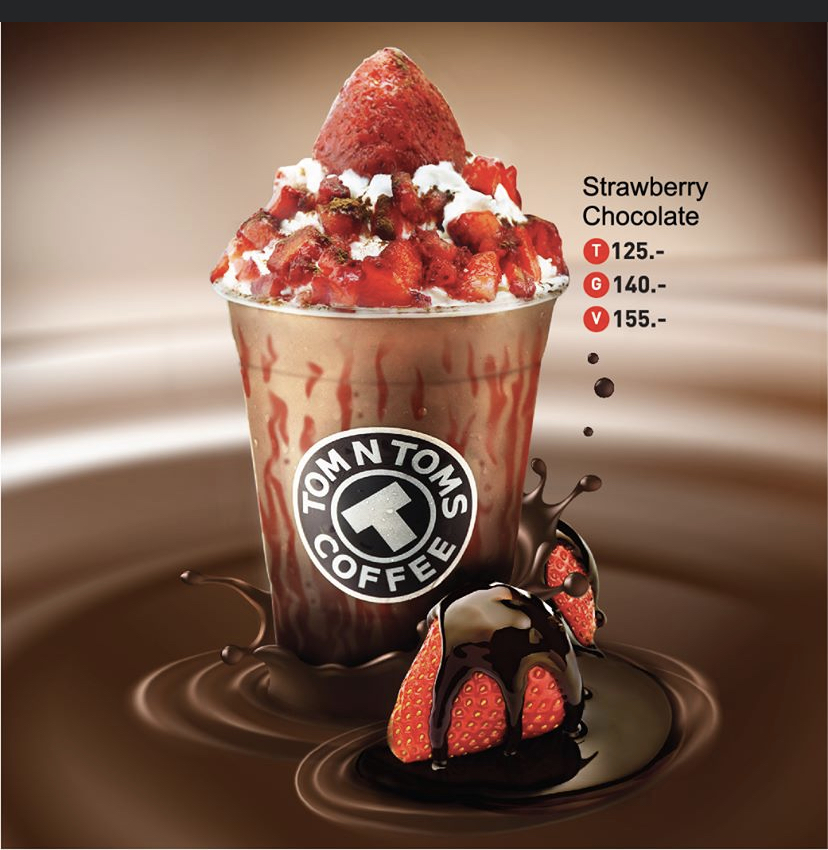 Strawberry
Chocolate
T 125.-
G 140.-
V 155.-
TOM N TOMS
T
COFFEE